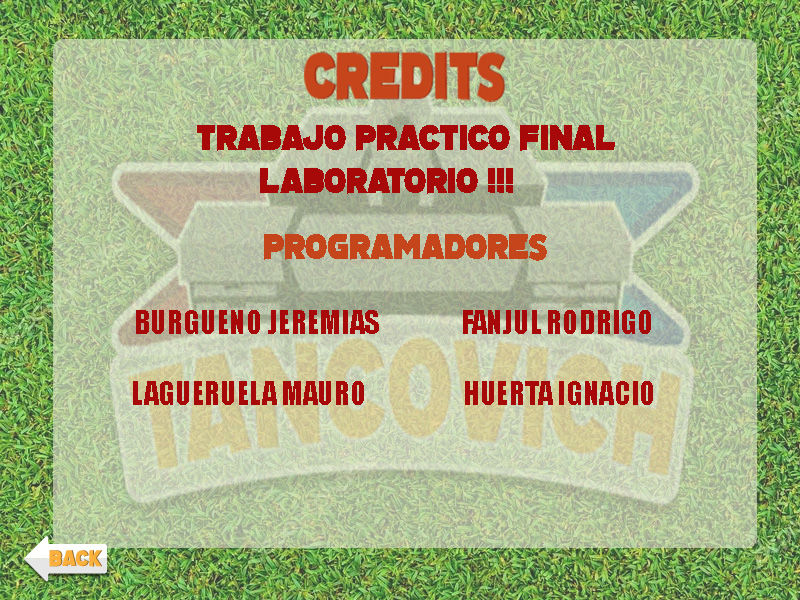 CREDITS
TRABAJO PRACTICO FINAL
LABORATORIO !!!
PROGRAMADORES
BURGUENO JEREMIAS FANJUL RODRIGO
LAGUERUELA MAURO HUERTA IGNACIO
TANCOVICH
BACK